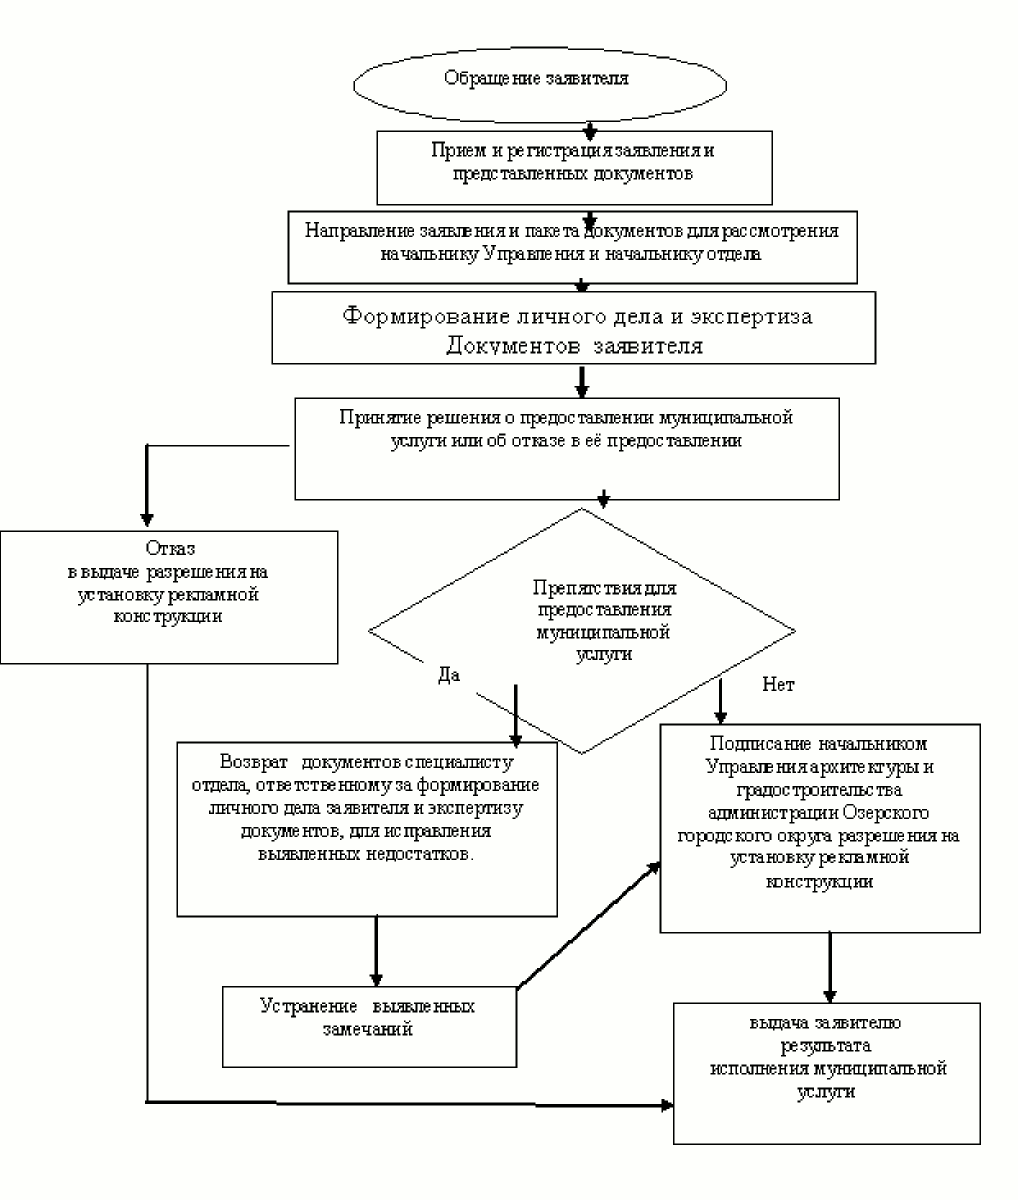 Обращение заявителя
Прием и регистрация заявления и
представленных документов
Направление заявления и пакета документов для рассмотрения
начальнику Управления и начальнику отдела
Формирование личного дела и экспертиза
Документов заявителя
Принятие решения о предоставлении муниципальной
услуги или об отказе в её предоставлении
Отказ
в выдаче разрешения на
установку рекламной
конструкции
Препятствия для
предоставления
муниципальной
услуги
Да
Нет
Возврат документов специалисту
отдела, ответственному за формирование
личного дела заявителя и экспертизу
документов, для исправления
выявленных недостатков.
Подписание начальником
Управления архитектуры и
градостроительства
администрации Озерского
городского округа разрешения на
установку рекламной
конструкции
Устранение выявленных
замечаний
выдача заявителю
результата
исполнения муниципальной
услуги